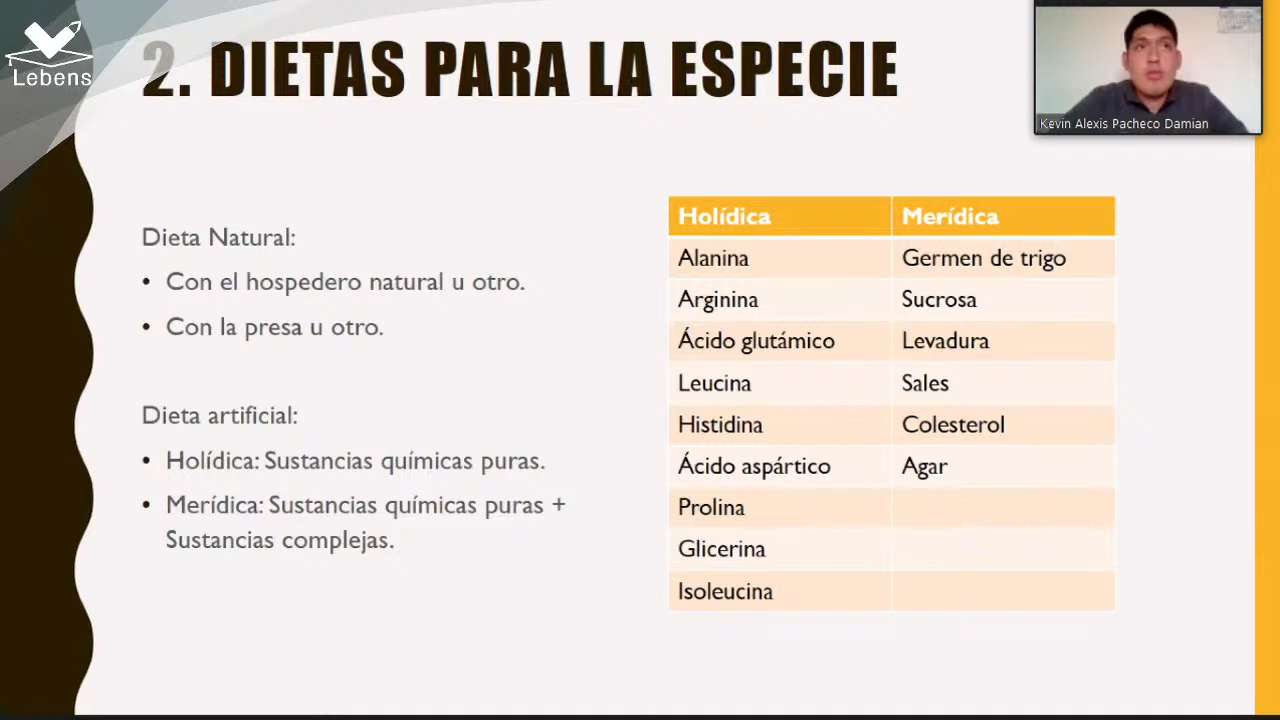 Lebens
2. DIETAS PARA LA ESPECIE
Kevin Alexis Pacheco Damian
Dieta Natural:
• Con el hospedero natural u otro.
• Con la presa u otro.
Dieta artificial:
• Holídica: Sustancias químicas puras.
• Merídica: Sustancias químicas puras +
Sustancias complejas.
Holídica Merídica
Alanina Germen de trigo
Arginina Sucrosa
Ácido glutámico Levadura
Leucina Sales
Histidina Colesterol
Ácido aspártico Agar
Prolina
Glicerina
Isoleucina